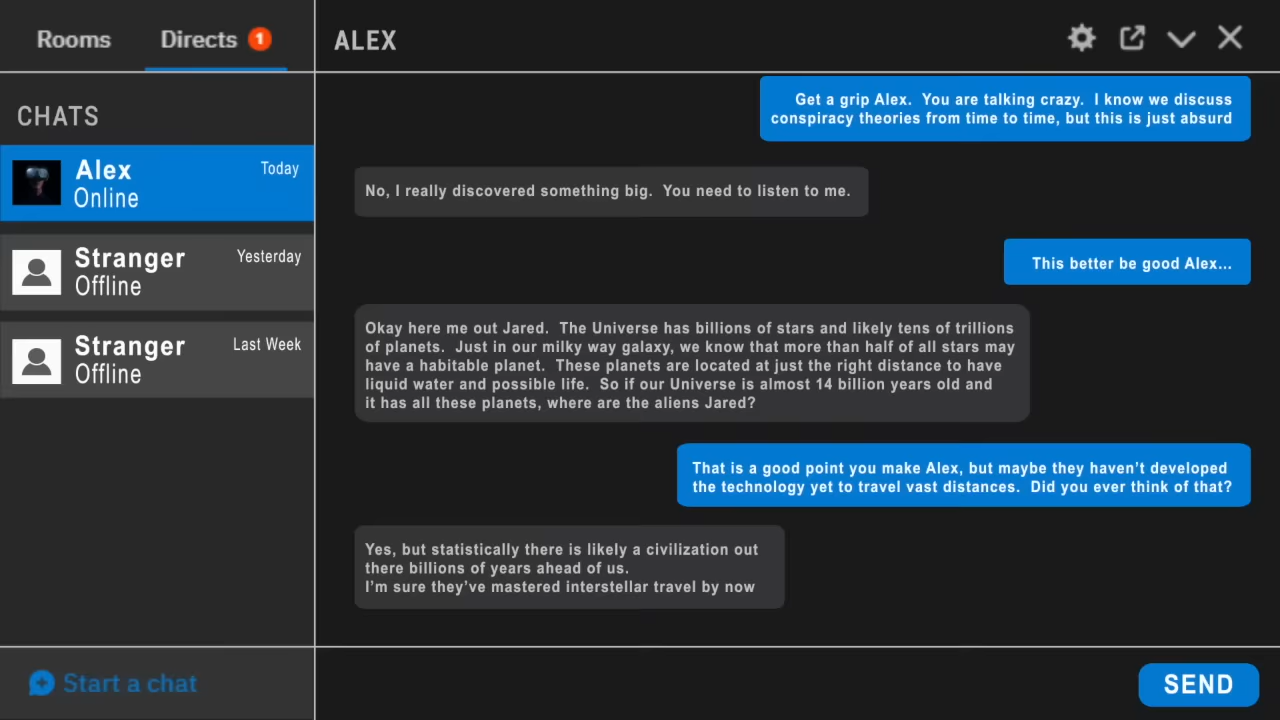 Rooms
Directs 1
CHATS
Alex
Today
Online
Stranger
Yesterday
Offline
Stranger
Last Week
Offline
Start a chat
ALEX
Get a grip Alex.  You are talking crazy.  I know we discuss
conspiracy theories from time to time, but this is just absurd
No, I really discovered something big.  You need to listen to me.
This better be good Alex...
Okay here me out Jared.  The Universe has billions of stars and likely tens of trillions
of planets.  Just in our milky way galaxy, we know that more than half of all stars may
have a habitable planet.  These planets are located at just the right distance to have
liquid water and possible life.  So if our Universe is almost 14 billion years old and
it has all these planets, where are the aliens Jared?
That is a good point you make Alex, but maybe they haven't developed
the technology yet to travel vast distances.  Did you ever think of that?
Yes, but statistically there is likely a civilization out
there billions of years ahead of us.
I'm sure they've mastered interstellar travel by now
SEND